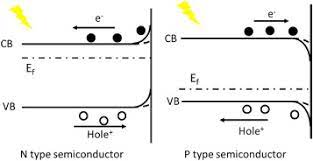 e-
CB
Ef
VB
Hole+
N type semiconductor
e-
CB
Ef
VB
Hole+
P type semiconductor